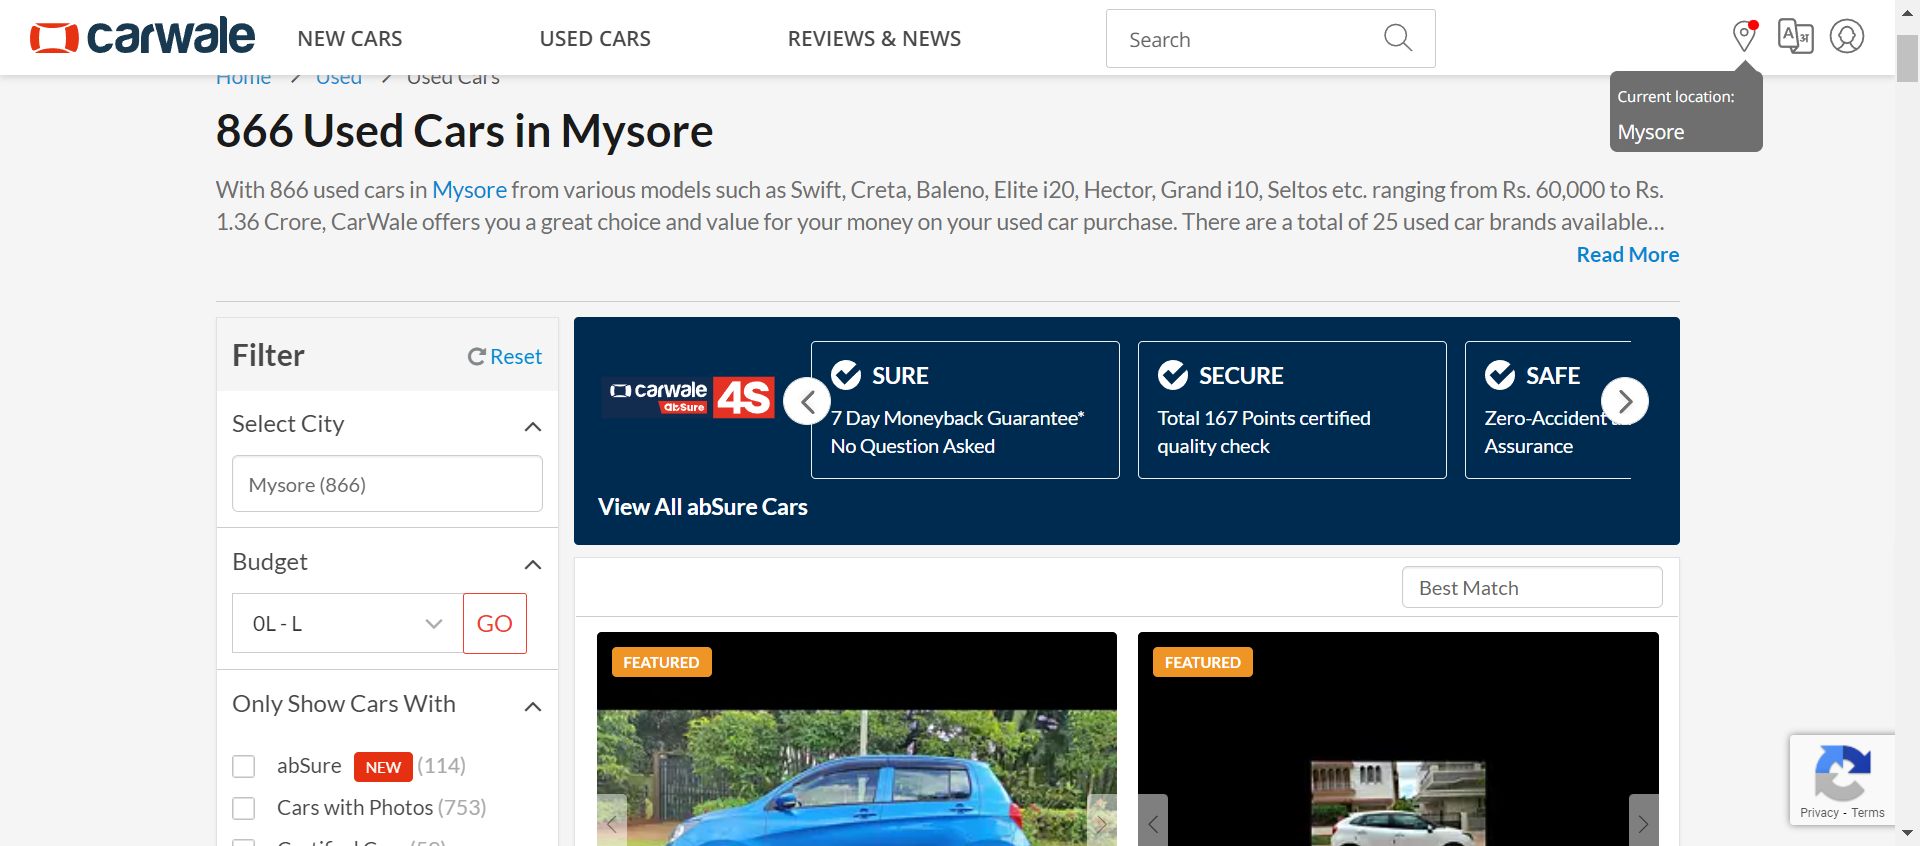 carwale
NEW CARS
USED CARS
REVIEWS & NEWS
Search
Aअ
Current location:
Mysore
Home / Used / Used Cars
866 Used Cars in Mysore
With 866 used cars in Mysore from various models such as Swift, Creta, Baleno, Elite i20, Hector, Grand i10, Seltos etc. ranging from Rs. 60,000 to Rs.
1.36 Crore, CarWale offers you a great choice and value for your money on your used car purchase. There are a total of 25 used car brands available...
Read More
Filter
Reset
Select City
Mysore (866)
Budget
0L - L
GO
Only Show Cars With
abSure NEW (114)
Cars with Photos (753)
carwale
abSure
4S
SURE
7 Day Moneyback Guarantee*
No Question Asked
SECURE
Total 167 Points certified
quality check
SAFE
Zero-Accident
Assurance
View All abSure Cars
Best Match
FEATURED
FEATURED
Privacy - Terms